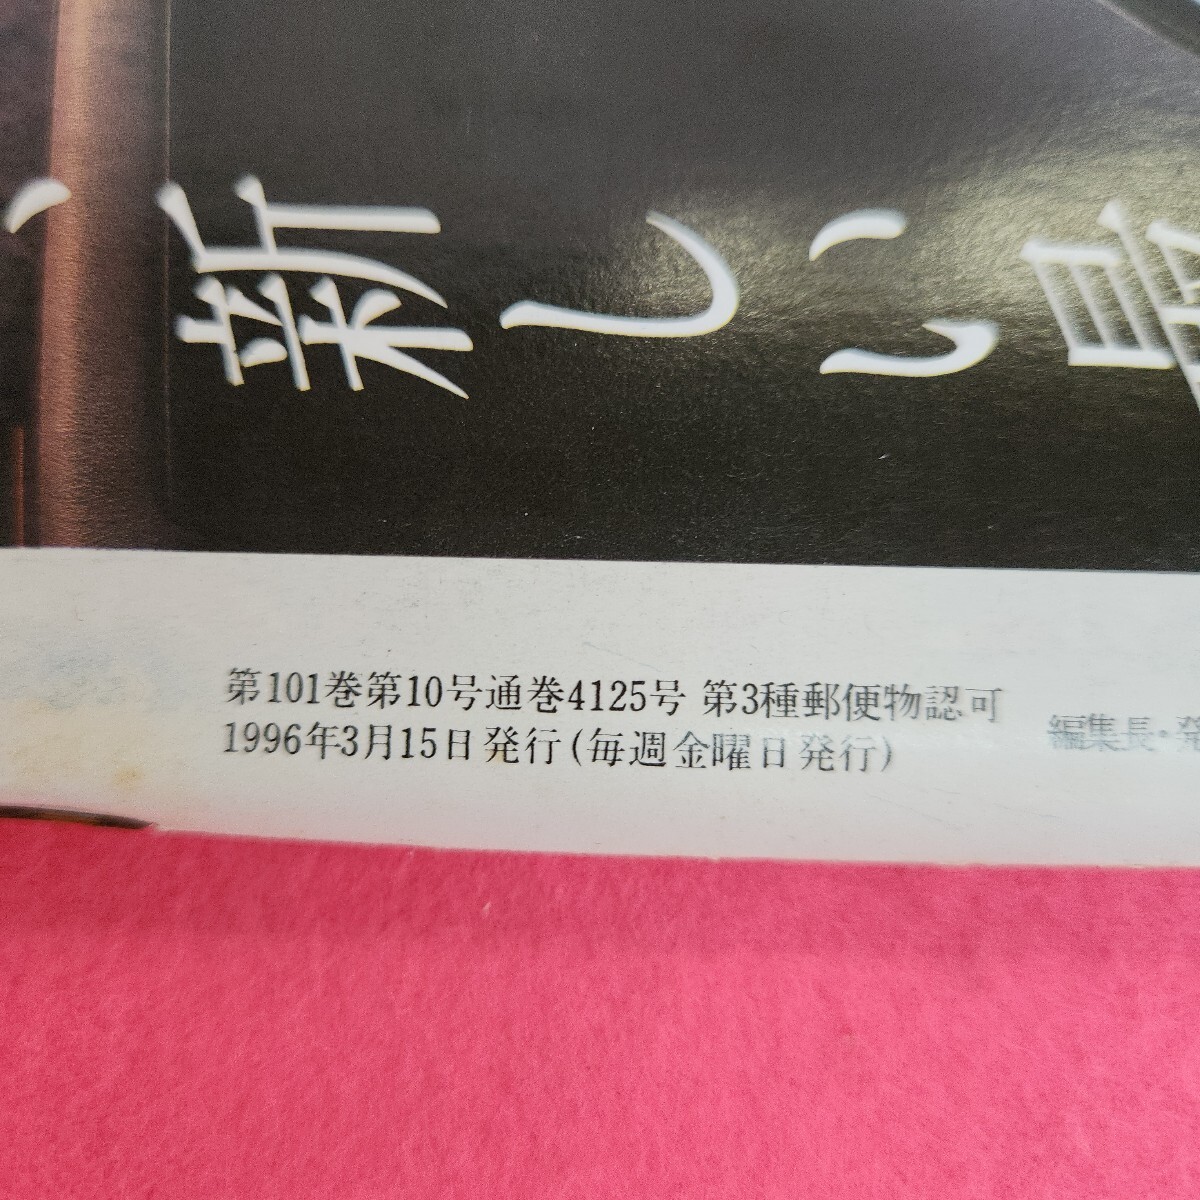 新しい
第101巻第10号通巻4125号 第3種郵便物認可
1996年3月15日発行(毎週金曜日発行)
編集長・発